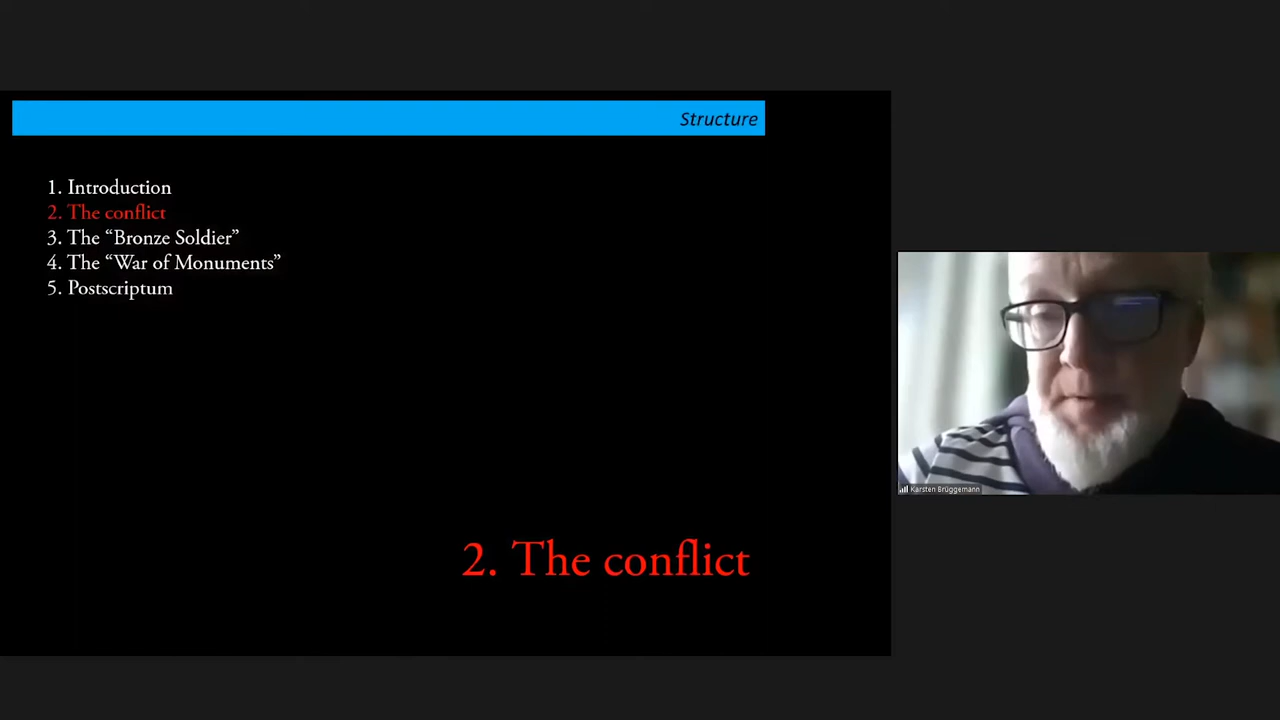 Structure
1. Introduction
2. The conflict
3. The “Bronze Soldier”
4. The “War of Monuments”
5. Postscriptum
2. The conflict
Karsten Brüggemann